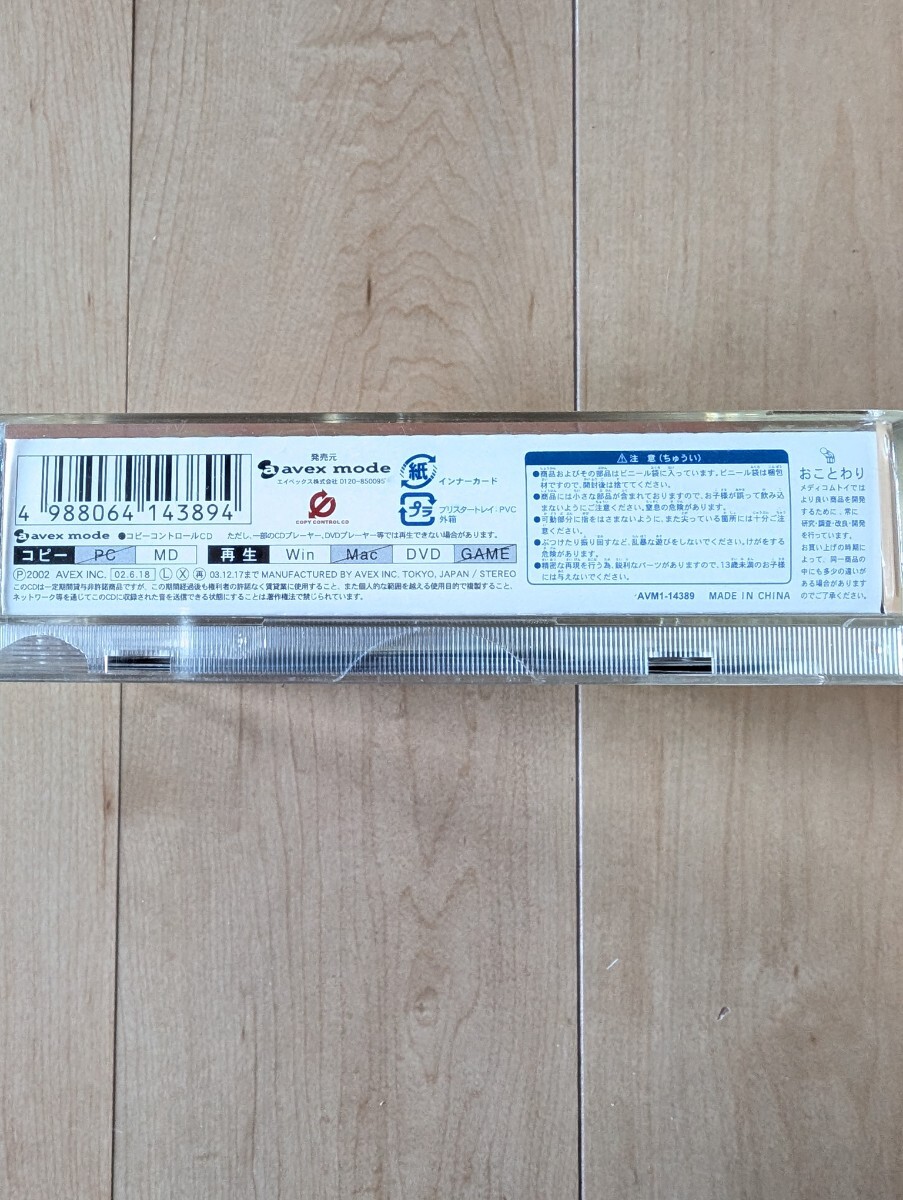 4 988064 143894
発売元
avex mode
エイベックス株式会社 0120-850095
COPY CONTROL CD
紙
インナーカード
プラ
ブリスタートレイ:PVC
外箱
avex mode ●コピーコントロールCD ただし、一部のCDプレーヤー、DVDプレーヤー等では再生できない場合があります。
コピー PC MD 再生 Win Mac DVD GAME
Ⓟ2002 AVEX INC. 02.6.18 Ⓛ Ⓧ 再 03.12.17まで MANUFACTURED BY AVEX INC. TOKYO, JAPAN / STEREO
このCDは一定期間貸与非許諾商品ですが、この期間経過後も権利者の許諾なく賃貸業に使用すること、また個人的な範囲を越える使用目的で複製すること、
ネットワーク等を通じてこのCDに収録された音を送信できる状態にすることは著作権法で禁じられています。
⚠注 意(ちゅうい)
●商品およびその部品はビニール袋に入っています。ビニール袋は梱包
材ですので、開封後は捨ててください。
●商品には小さな部品が含まれておりますので、お子様が誤って飲み込
まないようにご注意ください。窒息の危険があります。
●可動部分に指をはさまないように、また尖っている箇所には十分ご注
意ください。
●ぶつけたり振り回すなど、乱暴な遊びをしないでください。けがをする
危険があります。
●精密な再現を行う為、鋭利なパーツがありますので、13歳未満のお子様
には与えないでください。
AVM1-14389 MADE IN CHINA
おことわり
メディコムトイでは
より良い商品を開発
するために、常に
研究・調査・改良・開発
を行っています。
お買い上げの時期に
よって、同一商品の
中にも多少の違いが
ある場合があります
のでご了承ください。